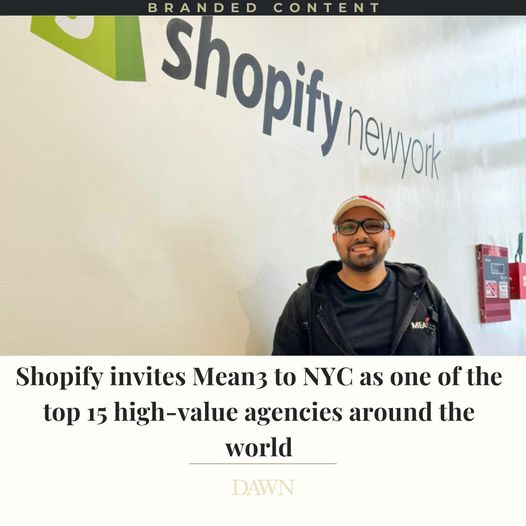 BRANDED CONTENT
shopify newyork
MEA
Shopify invites Mean3 to NYC as one of the
top 15 high-value agencies around the
world
DAWN